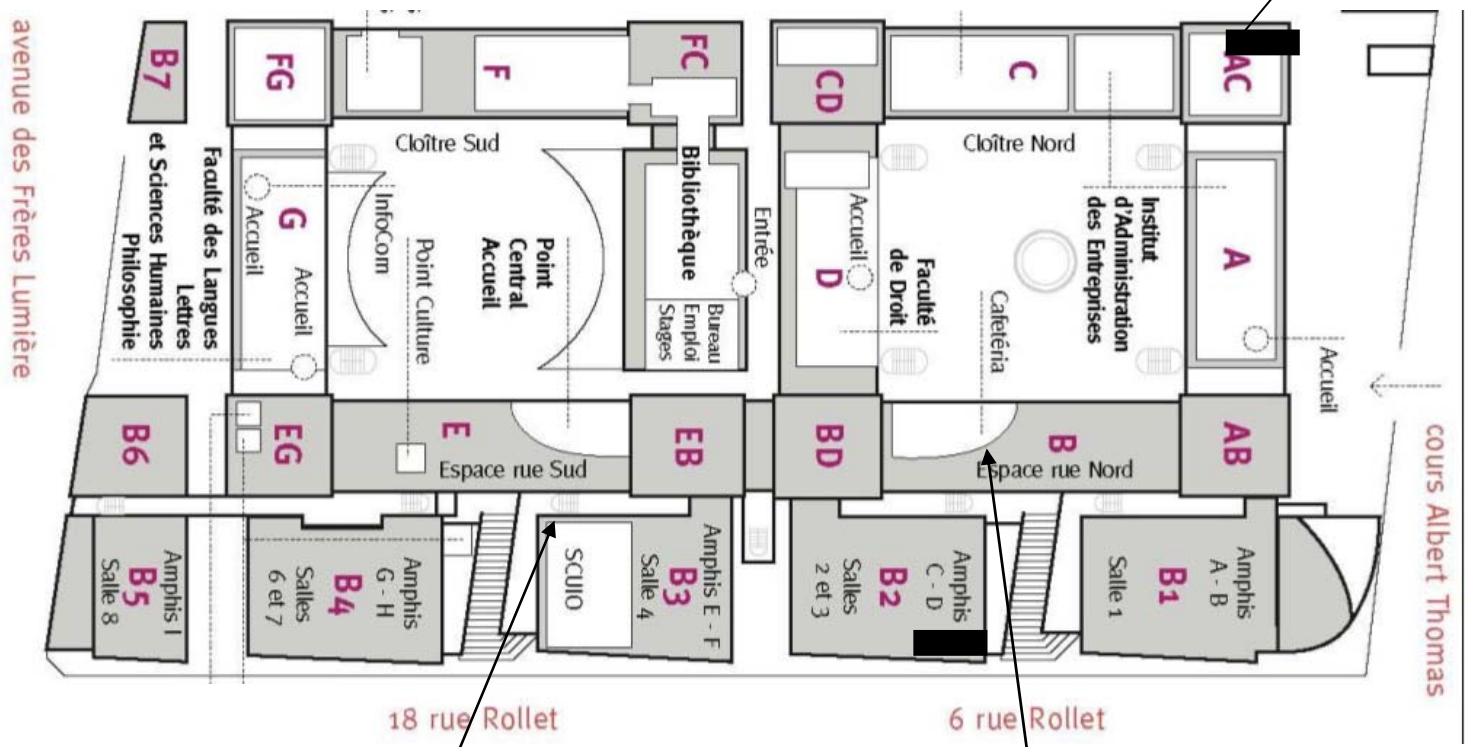 avenue des Frères Lumière
B7
FG
F
FC
CD
C
AC
Cloître Sud
Cloître Nord
Faculté des Langues
Lettres
et Sciences Humaines
Philosophie
G
Accueil
Accueil
InfoCom
Point Culture
Point
Central
Accueil
Bibliothèque
Bureau
Emploi
Stages
Entrée
D
Accueil
Faculté
de Droit
Cafetéria
Institut
d'Administration
des Entreprises
A
Accueil
cours Albert Thomas
B6
EG
E
Espace rue Sud
EB
BD
B
Espace rue Nord
AB
Amphis I
B5
Salle 8
Amphis
G - H
B4
Salles
6 et 7
SCUIO
Amphis E - F
B3
Salle 4
Amphis
C - D
B2
Salles
2 et 3
Amphis
A - B
B1
Salle 1
18 rue Rollet
6 rue Rollet